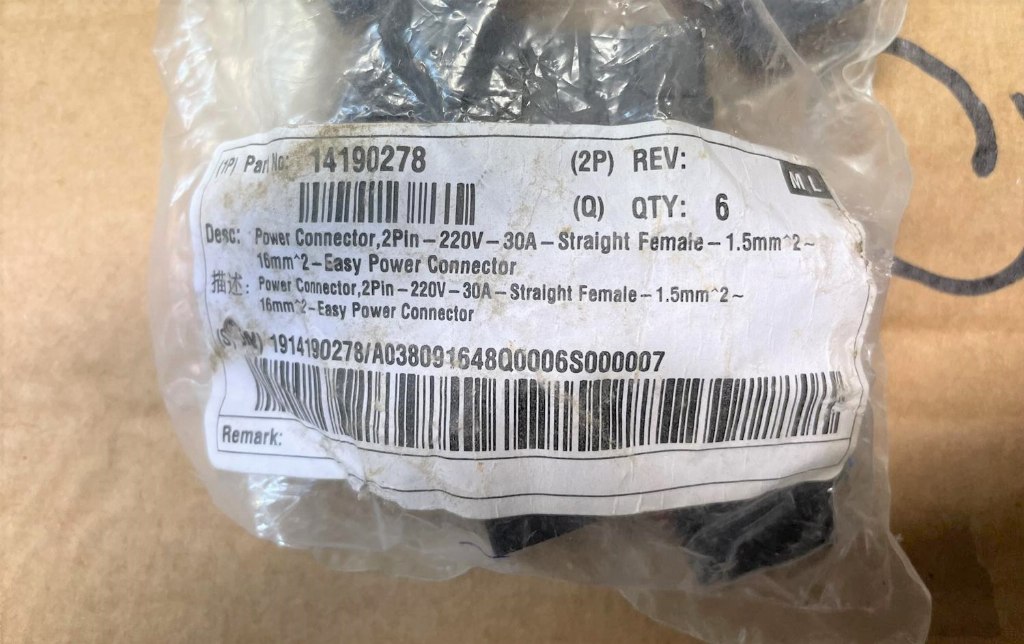 (1P) Part No: 14190278
(2P) REV:
M L
(Q) QTY: 6
Desc: Power Connector,2Pin-220V-30A-Straight Female-1.5mm^2~
16mm^2-Easy Power Connector
描述: Power Connector,2Pin-220V-30A-Straight Female-1.5mm^2~
16mm^2-Easy Power Connector
1914190278/A038091648Q0006S000007
Remark: